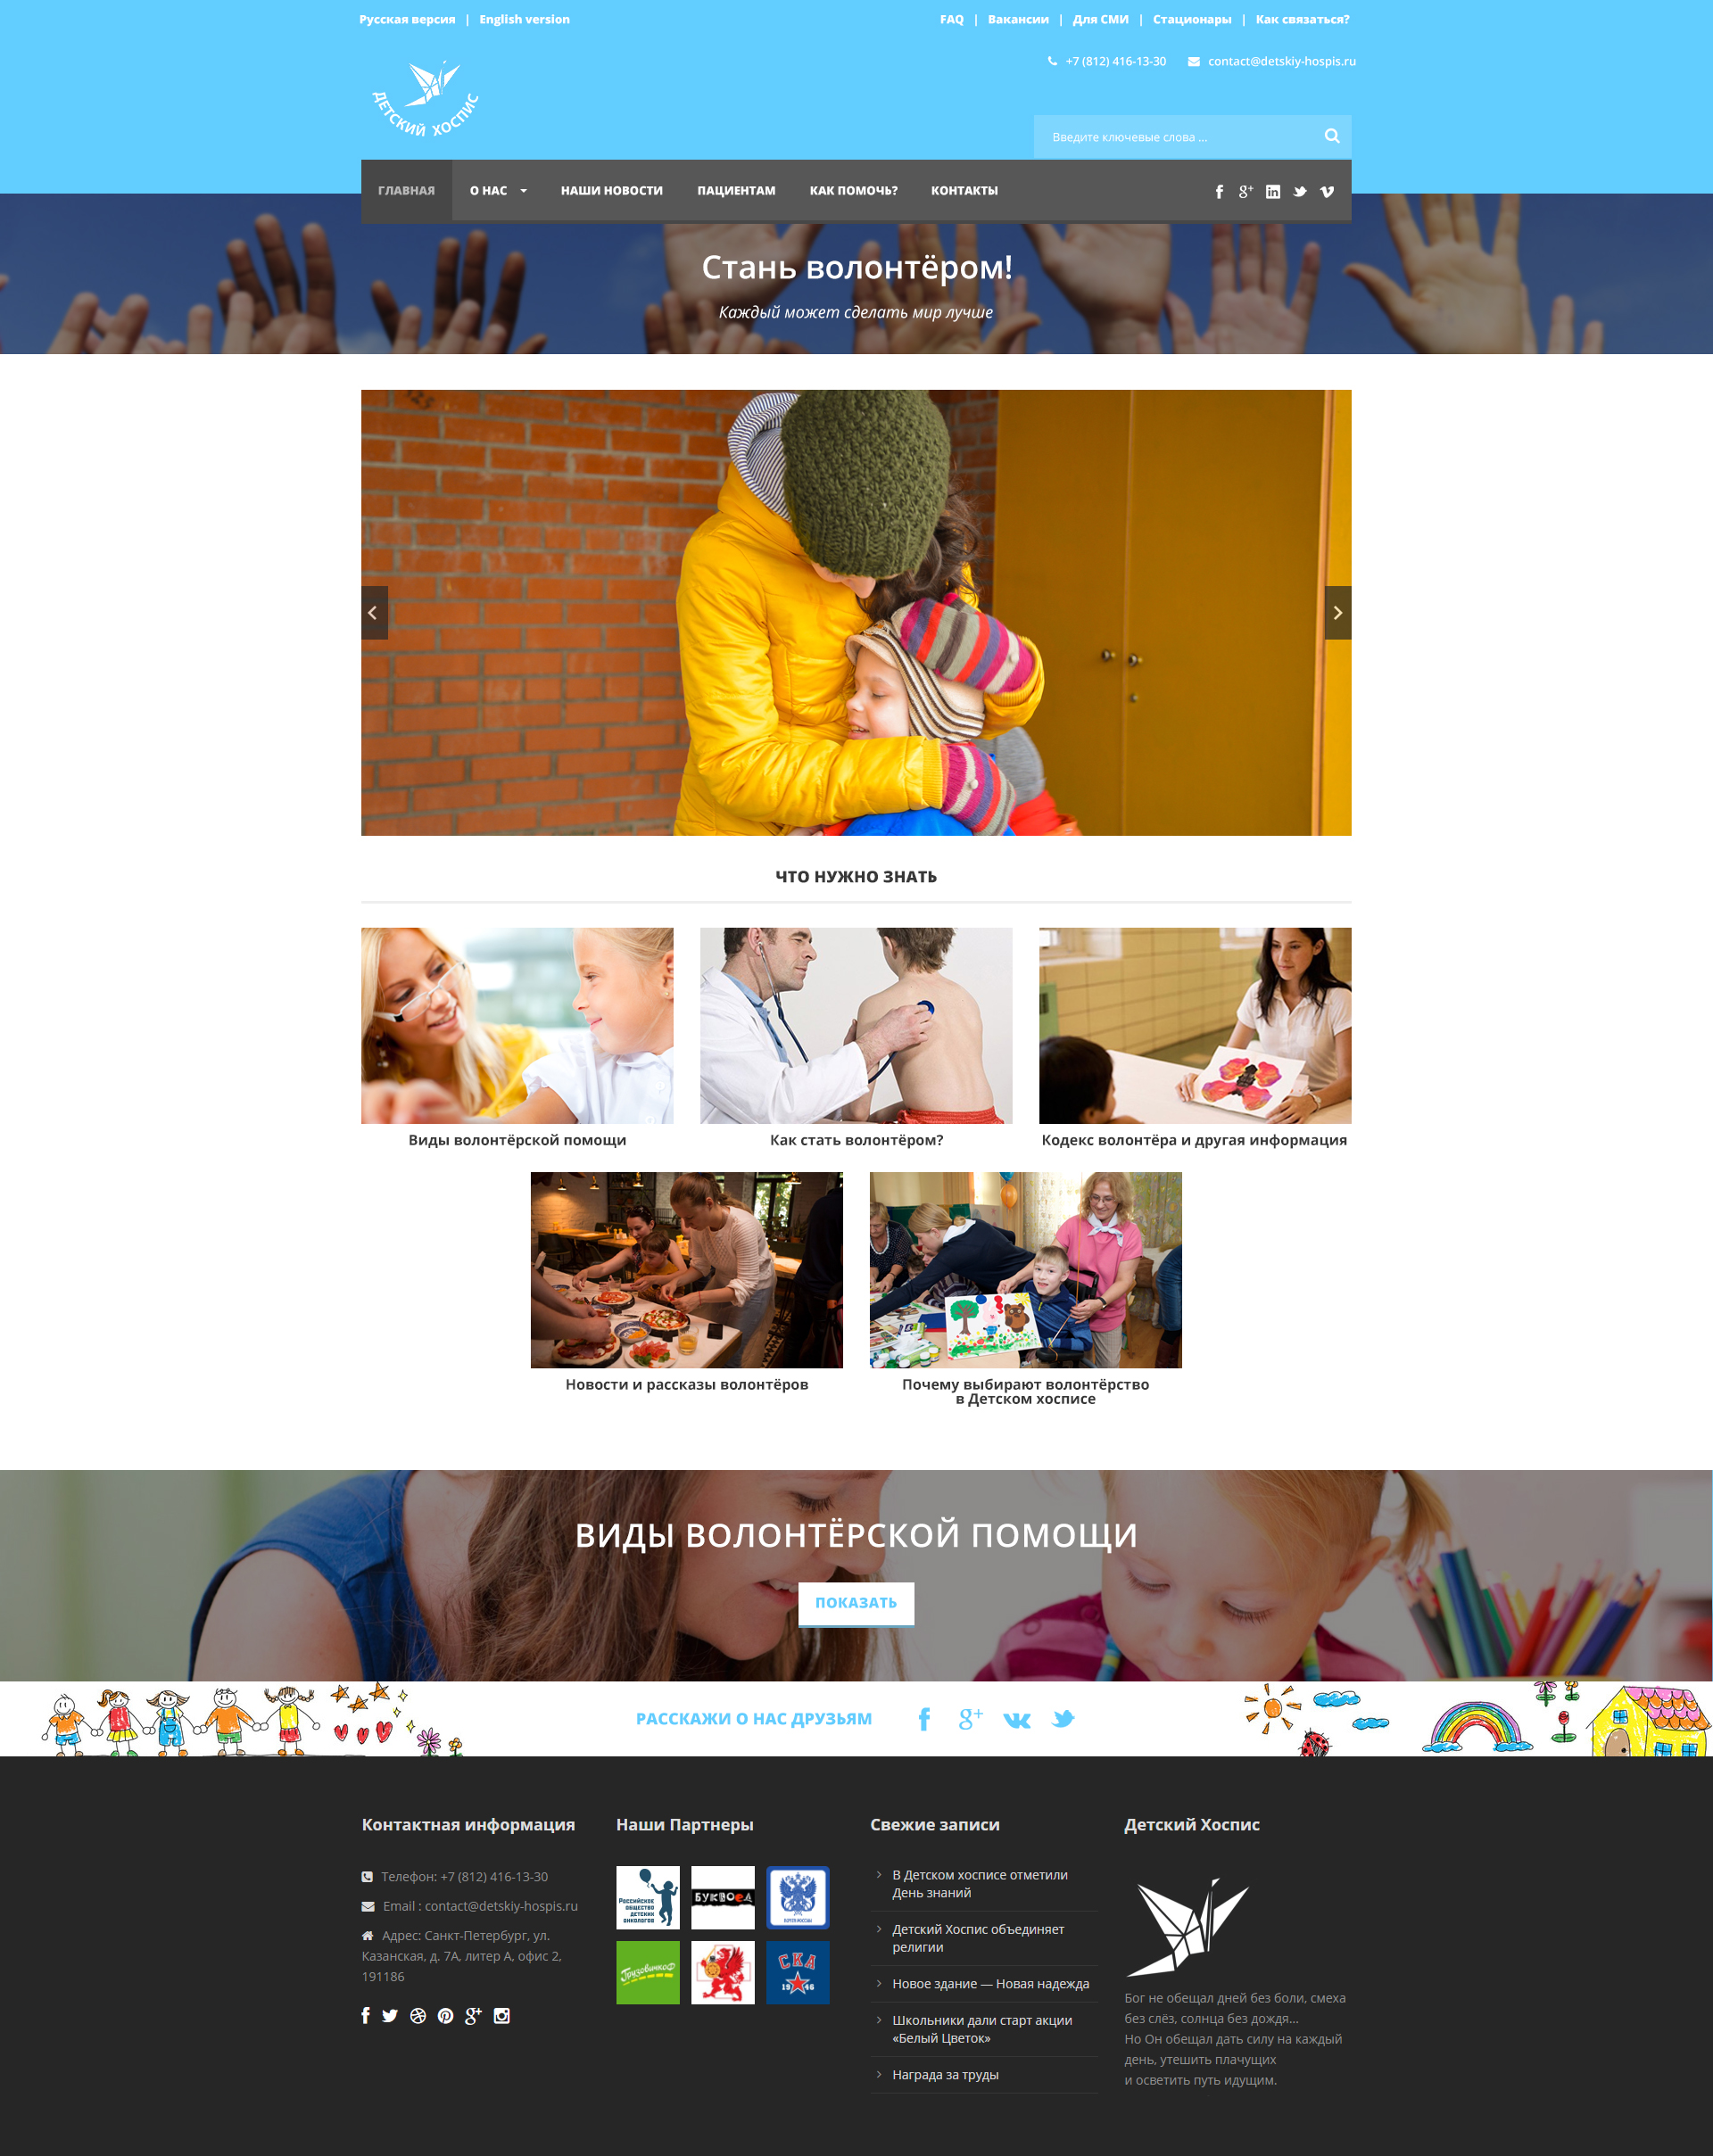 Русская версия | English version
FAQ | Вакансии | Для СМИ | Стационары | Как связаться?
+7 (812) 416-13-30 contact@detskiy-hospis.ru
ДЕТСКИЙ ХОСПИС
Введите ключевые слова ...
ГЛАВНАЯ О НАС НАШИ НОВОСТИ ПАЦИЕНТАМ КАК ПОМОЧЬ? КОНТАКТЫ
Стань волонтёром!
Каждый может сделать мир лучше
ЧТО НУЖНО ЗНАТЬ
Виды волонтёрской помощи
Как стать волонтёром?
Кодекс волонтёра и другая информация
Новости и рассказы волонтёров
Почему выбирают волонтёрство
в Детском хосписе
ВИДЫ ВОЛОНТЁРСКОЙ ПОМОЩИ
ПОКАЗАТЬ
РАССКАЖИ О НАС ДРУЗЬЯМ
Контактная информация
Телефон: +7 (812) 416-13-30
Email : contact@detskiy-hospis.ru
Адрес: Санкт-Петербург, ул.
Казанская, д. 7А, литер А, офис 2,
191186
Наши Партнеры
Российское
общество
детских
онкологов
БУКВОЕД
ПОЧТА РОССИИ
ГрузовичкоФ
СКА
1946
Свежие записи
В Детском хосписе отметили
День знаний
Детский Хоспис объединяет
религии
Новое здание — Новая надежда
Школьники дали старт акции
«Белый Цветок»
Награда за труды
Детский Хоспис
Бог не обещал дней без боли, смеха
без слёз, солнца без дождя...
Но Он обещал дать силу на каждый
день, утешить плачущих
и осветить путь идущим.